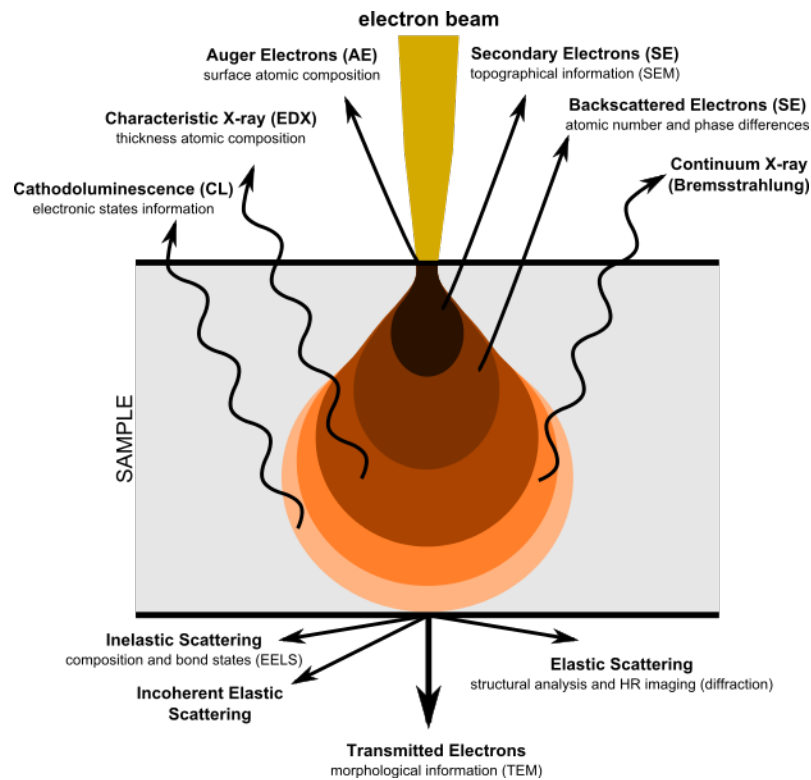 electron beam
Auger Electrons (AE)
surface atomic composition
Secondary Electrons (SE)
topographical information (SEM)
Characteristic X-ray (EDX)
thickness atomic composition
Backscattered Electrons (SE)
atomic number and phase differences
Cathodoluminescence (CL)
electronic states information
Continuum X-ray
(Bremsstrahlung)
SAMPLE
Inelastic Scattering
composition and bond states (EELS)
Incoherent Elastic
Scattering
Elastic Scattering
structural analysis and HR imaging (diffraction)
Transmitted Electrons
morphological information (TEM)